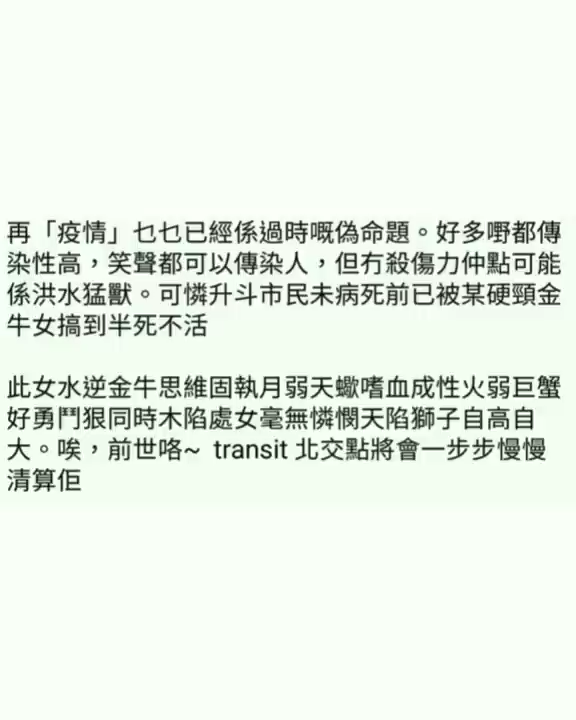 再「疫情」乜乜已經係過時嘅偽命題。好多嘢都傳
染性高，笑聲都可以傳染人，但冇殺傷力仲點可能
係洪水猛獸。可憐升斗市民未病死前已被某硬頸金
牛女搞到半死不活
此女水逆金牛思維固執月弱天蠍嗜血成性火弱巨蟹
好勇鬥狠同時木陷處女毫無憐憫天陷獅子自高自
大。唉，前世咯~ transit 北交點將會一步步慢慢
清算佢